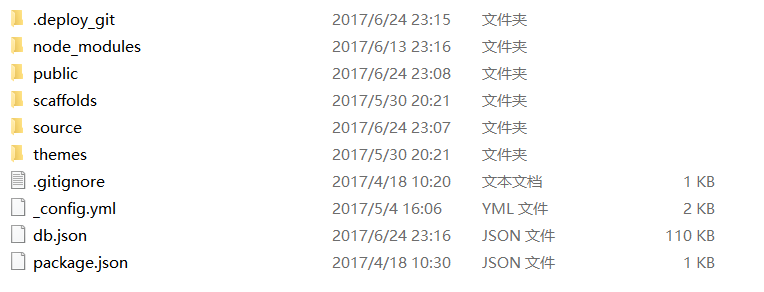 .deploy_git 2017/6/24 23:15 文件夹
node_modules 2017/6/13 23:16 文件夹
public 2017/6/24 23:08 文件夹
scaffolds 2017/5/30 20:21 文件夹
source 2017/6/24 23:07 文件夹
themes 2017/5/30 20:21 文件夹
.gitignore 2017/4/18 10:20 文本文档 1 KB
_config.yml 2017/5/4 16:06 YML 文件 2 KB
db.json 2017/6/24 23:16 JSON 文件 110 KB
package.json 2017/4/18 10:30 JSON 文件 1 KB